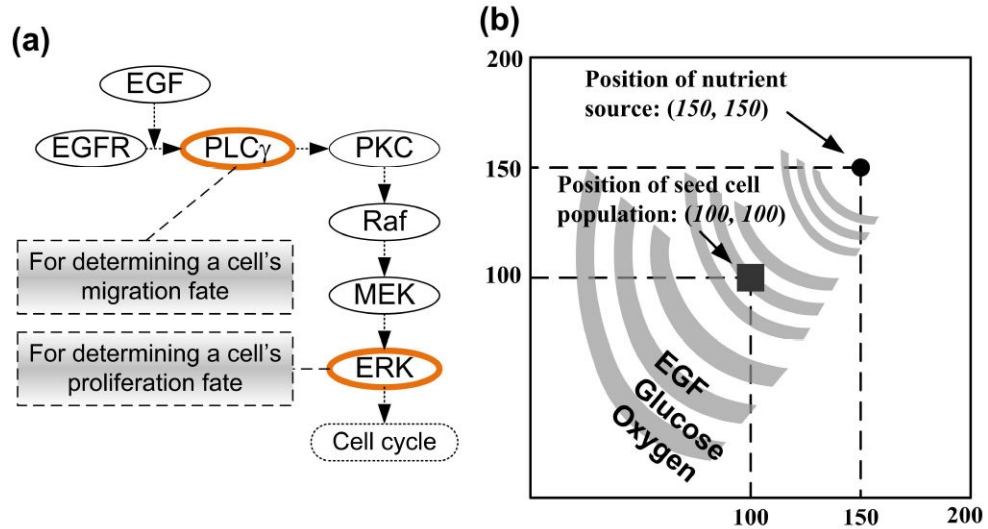 (a)
EGF
EGFR
PLCγ
PKC
Raf
For determining a cell's
migration fate
MEK
For determining a cell's
proliferation fate
ERK
Cell cycle
(b)
200
Position of nutrient
source: (150, 150)
150
Position of seed cell
population: (100, 100)
100
EGF
Glucose
Oxygen
100
150
200